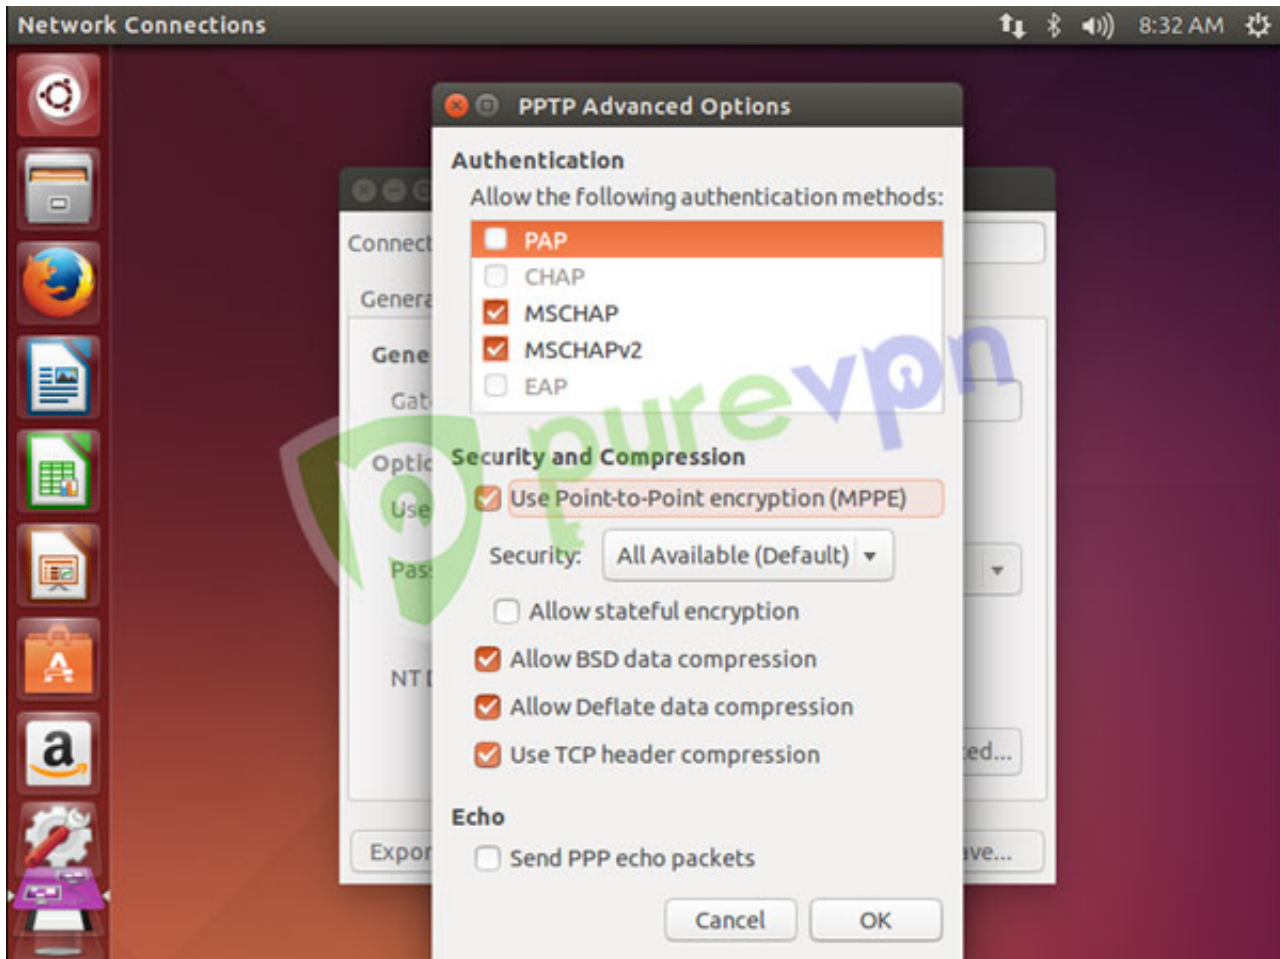 Network Connections
8:32 AM
PPTP Advanced Options
Authentication
Allow the following authentication methods:
PAP
CHAP
MSCHAP
MSCHAPv2
EAP
Security and Compression
Use Point-to-Point encryption (MPPE)
Security: All Available (Default)
Allow stateful encryption
Allow BSD data compression
Allow Deflate data compression
Use TCP header compression
Echo
Send PPP echo packets
Cancel OK
Connect
Genera
Gene
Gat
Optic
Use
Pas
NT D
ed...
Expor
ave...
purevpn
a